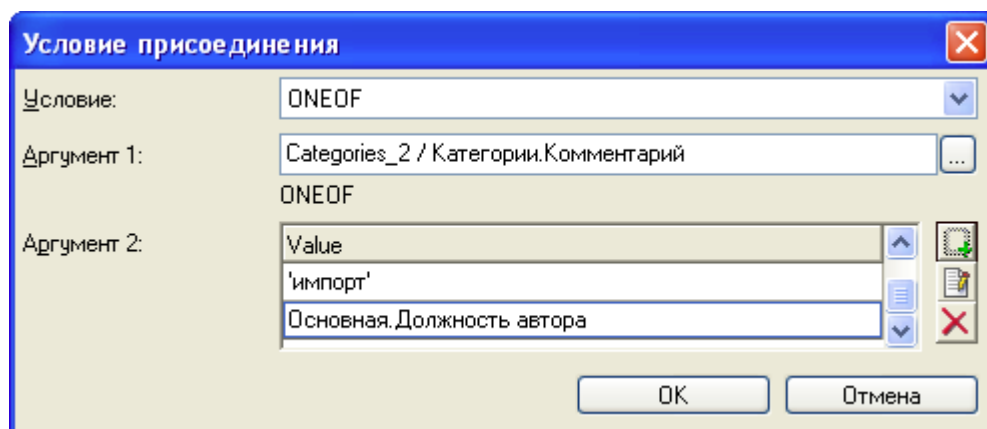 Условие присоединения
Условие: ONEOF
Аргумент 1: Categories_2 / Категории.Комментарий ...
ONEOF
Аргумент 2: Value
'импорт'
Основная.Должность автора
OK Отмена